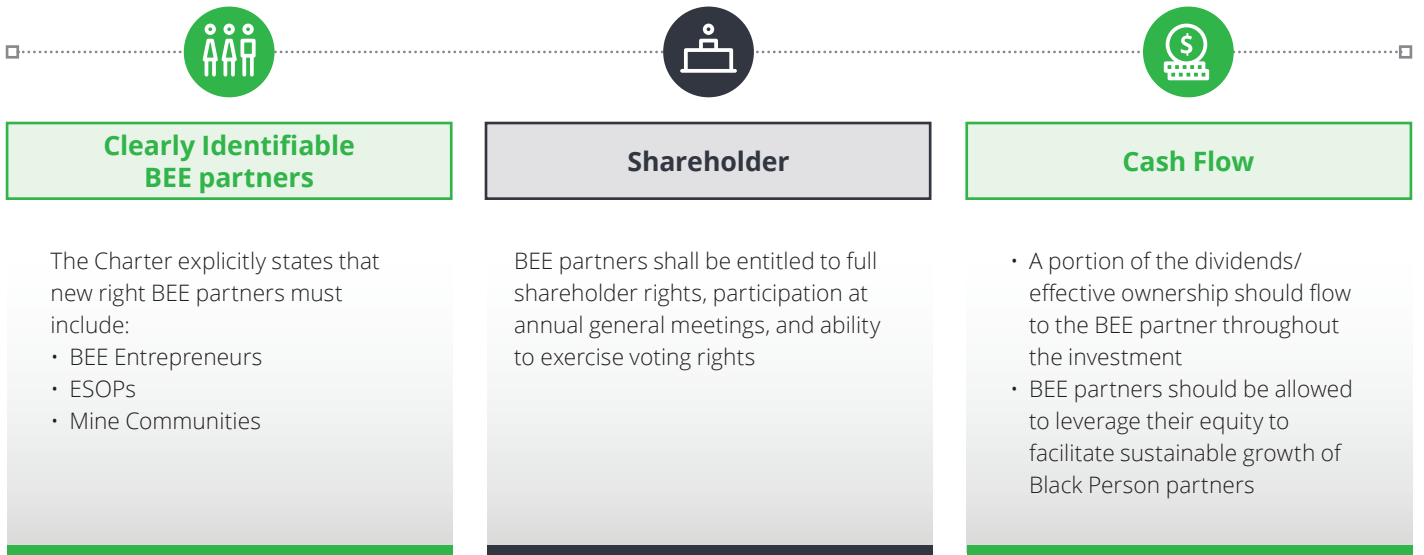 $
Clearly Identifiable
BEE partners
The Charter explicitly states that
new right BEE partners must
include:
• BEE Entrepreneurs
• ESOPs
• Mine Communities
Shareholder
BEE partners shall be entitled to full
shareholder rights, participation at
annual general meetings, and ability
to exercise voting rights
Cash Flow
• A portion of the dividends/
effective ownership should flow
to the BEE partner throughout
the investment
• BEE partners should be allowed
to leverage their equity to
facilitate sustainable growth of
Black Person partners